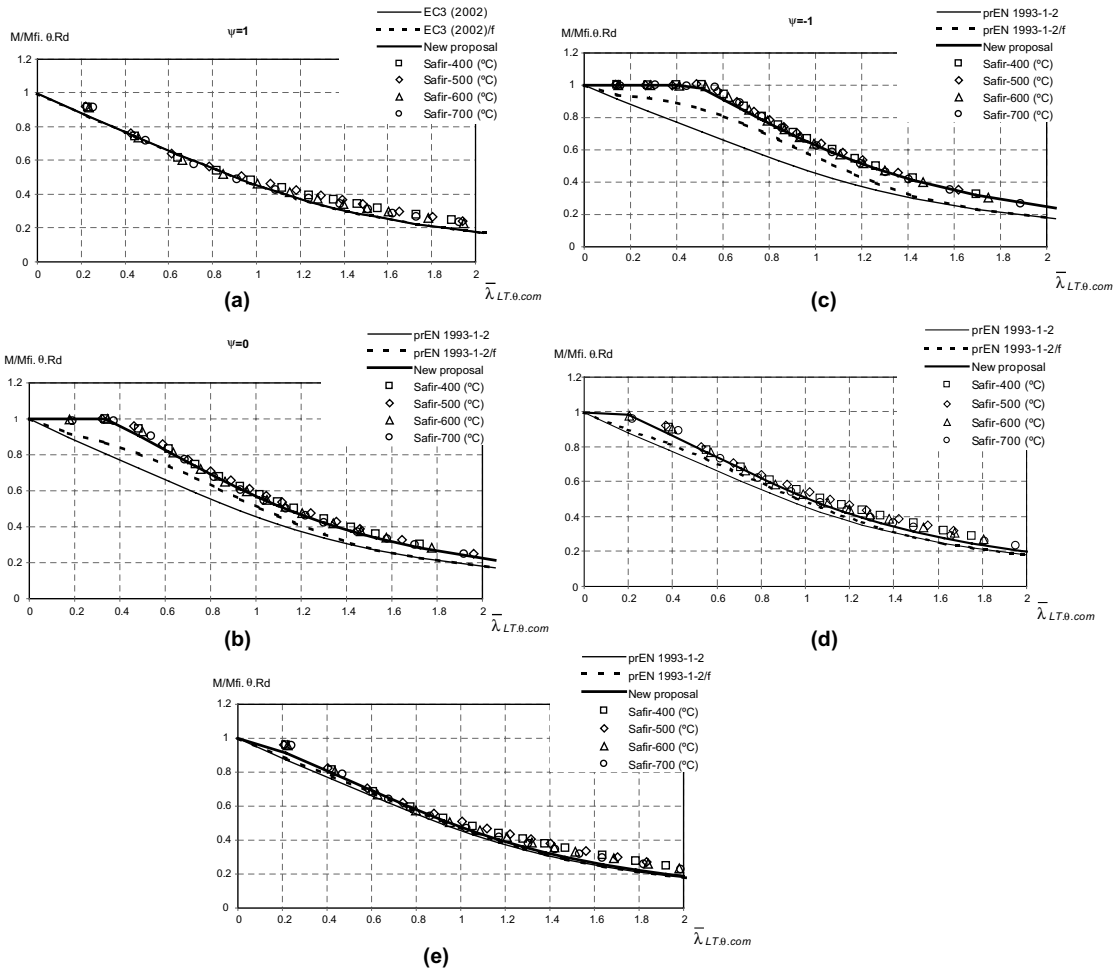 ψ=1
M/Mfi. θ.Rd
EC3 (2002)
EC3 (2002)/f
New proposal
Safir-400 (ºC)
Safir-500 (ºC)
Safir-600 (ºC)
Safir-700 (ºC)
1.2
1
0.8
0.6
0.4
0.2
0
0 0.2 0.4 0.6 0.8 1 1.2 1.4 1.6 1.8 2
λ LT.θ.com
(a)
ψ=-1
M/Mfi. θ.Rd
prEN 1993-1-2
prEN 1993-1-2/f
New proposal
Safir-400 (ºC)
Safir-500 (ºC)
Safir-600 (ºC)
Safir-700 (ºC)
1.2
1
0.8
0.6
0.4
0.2
0
0 0.2 0.4 0.6 0.8 1 1.2 1.4 1.6 1.8 2
λ LT.θ.com
(c)
ψ=0
M/Mfi. θ.Rd
prEN 1993-1-2
prEN 1993-1-2/f
New proposal
Safir-400 (ºC)
Safir-500 (ºC)
Safir-600 (ºC)
Safir-700 (ºC)
1.2
1
0.8
0.6
0.4
0.2
0
0 0.2 0.4 0.6 0.8 1 1.2 1.4 1.6 1.8 2
λ LT.θ.com
(b)
M/Mfi. θ.Rd
prEN 1993-1-2
prEN 1993-1-2/f
New proposal
Safir-400 (ºC)
Safir-500 (ºC)
Safir-600 (ºC)
Safir-700 (ºC)
1.2
1
0.8
0.6
0.4
0.2
0
0 0.2 0.4 0.6 0.8 1 1.2 1.4 1.6 1.8 2
λ LT.θ.com
(d)
M/Mfi. θ.Rd
prEN 1993-1-2
prEN 1993-1-2/f
New proposal
Safir-400 (ºC)
Safir-500 (ºC)
Safir-600 (ºC)
Safir-700 (ºC)
1.2
1
0.8
0.6
0.4
0.2
0
0 0.2 0.4 0.6 0.8 1 1.2 1.4 1.6 1.8 2
λ LT.θ.com
(e)